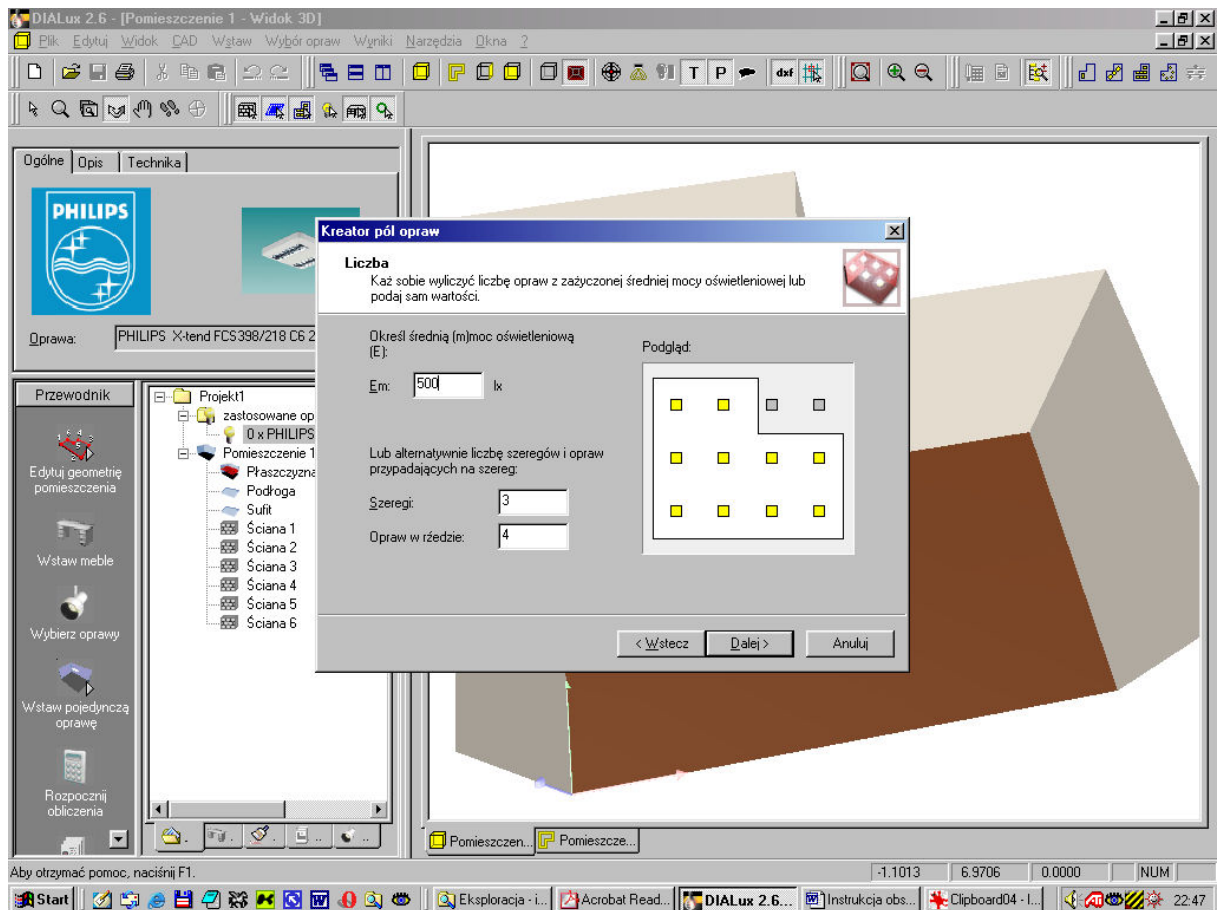 DIALux 2.6 - [Pomieszczenie 1 - Widok 3D]
Plik Edytuj Widok CAD Wstaw Wybór opraw Wyniki Narzędzia Okna ?
T P dxf
Ogólne Opis Technika
PHILIPS
Oprawa: PHILIPS X-tend FCS398/218 C6 2
Przewodnik
Edytuj geometrię
pomieszczenia
Wstaw meble
Wybierz oprawy
Wstaw pojedynczą
oprawę
Rozpocznij
obliczenia
Projekt1
zastosowane op
0 x PHILIPS
Pomieszczenie 1
Płaszczyzna
Podłoga
Sufit
Ściana 1
Ściana 2
Ściana 3
Ściana 4
Ściana 5
Ściana 6
Kreator pól opraw
Liczba
Każ sobie wyliczyć liczbę opraw z zażyczonej średniej mocy oświetleniowej lub
podaj sam wartości.
Określ średnią (m)moc oświetleniową
(E):
Em: 500 lx
Lub alternatywnie liczbę szeregów i opraw
przypadających na szereg:
Szeregi: 3
Opraw w rźedzie: 4
Podgląd:
< Wstecz Dalej > Anuluj
Pomieszczen... Pomieszcze...
Aby otrzymać pomoc, naciśnij F1.
-1.1013 6.9706 0.0000 NUM
Start Eksploracja - i... Acrobat Read... DIALux 2.6... Instrukcja obs... Clipboard04 - I... 22:47